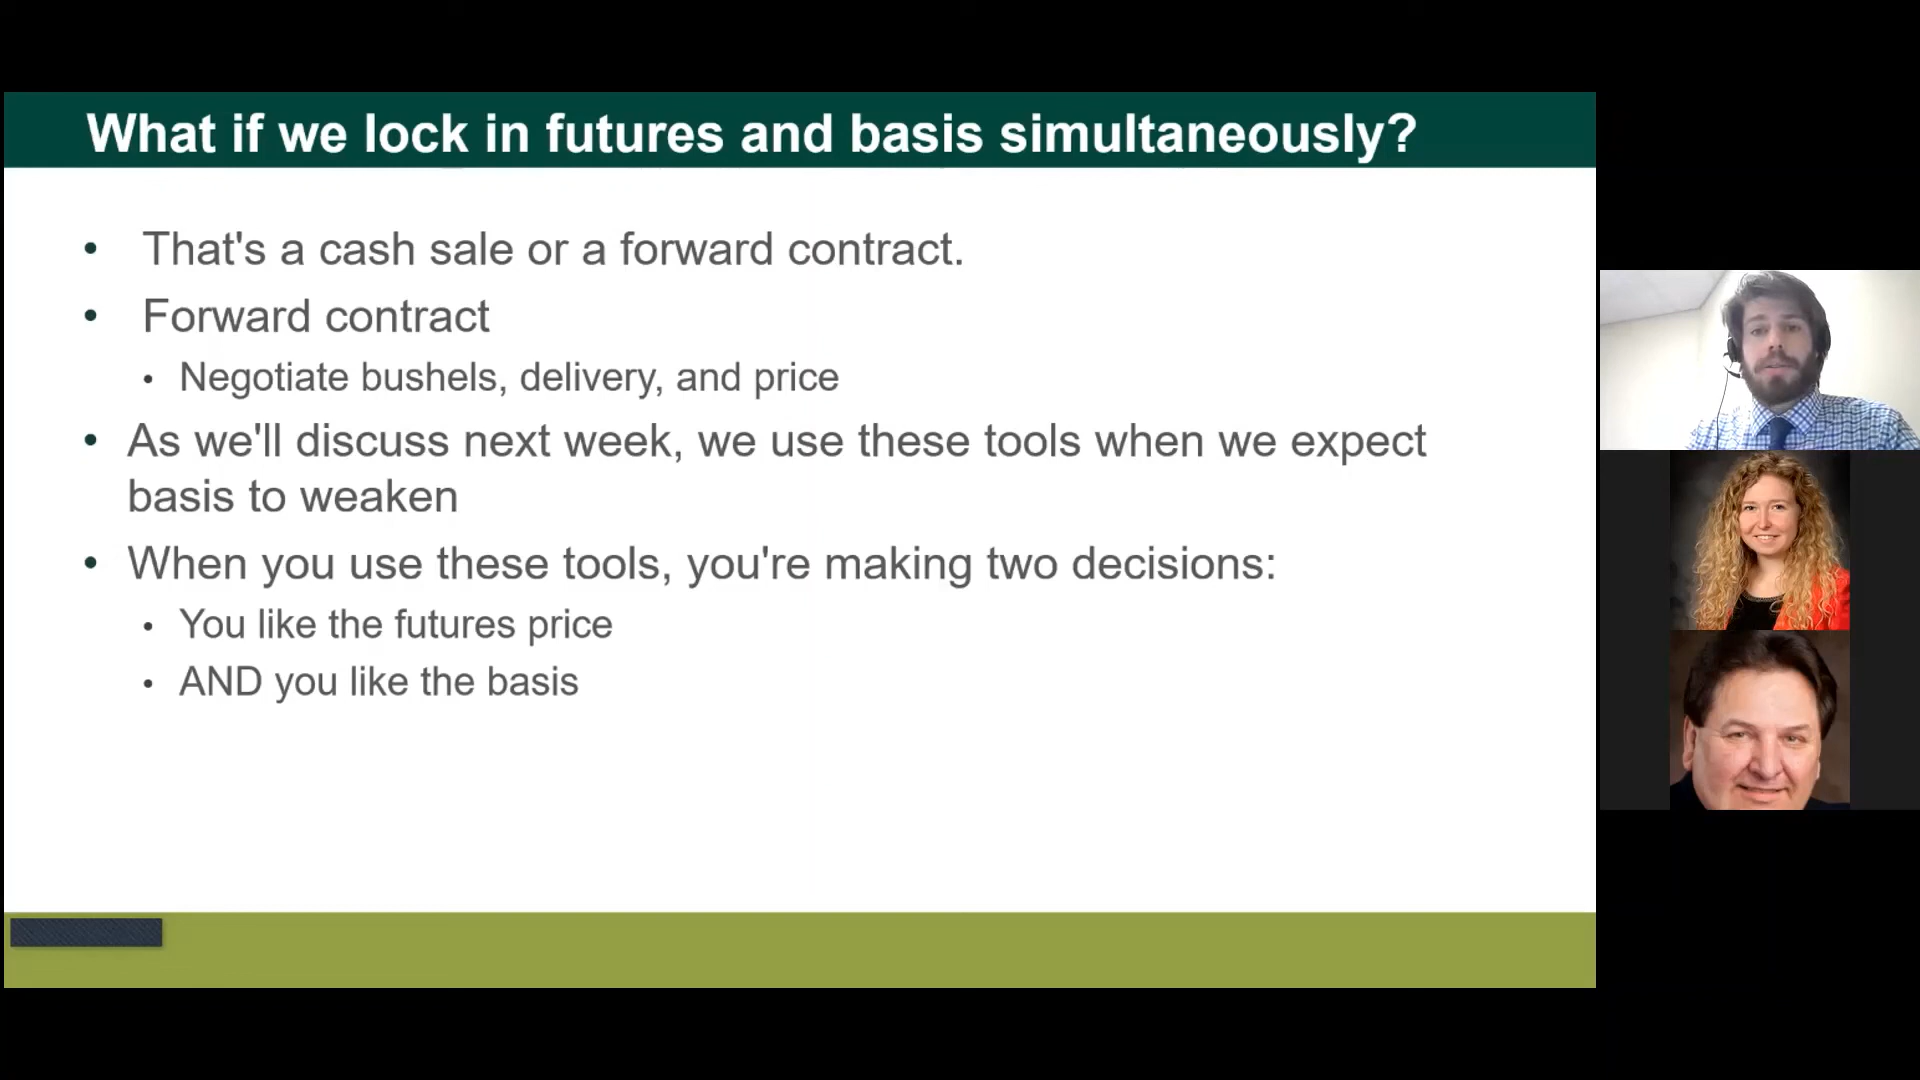 What if we lock in futures and basis simultaneously?
• That's a cash sale or a forward contract.
• Forward contract
• Negotiate bushels, delivery, and price
• As we'll discuss next week, we use these tools when we expect
basis to weaken
• When you use these tools, you're making two decisions:
• You like the futures price
• AND you like the basis